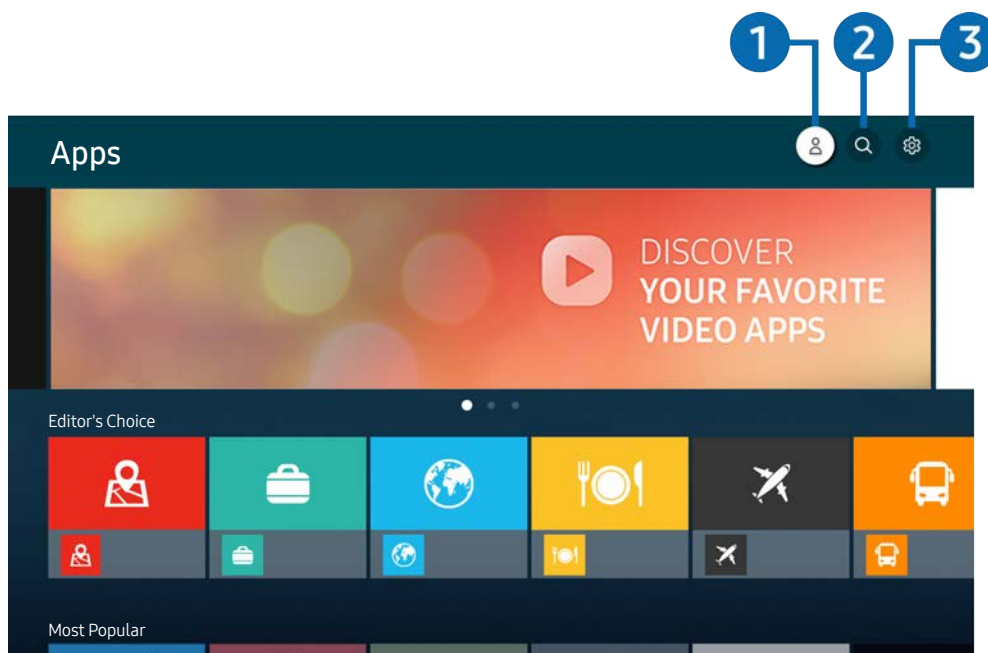 1 2 3
Apps
DISCOVER
YOUR FAVORITE
VIDEO APPS
Editor's Choice
Most Popular